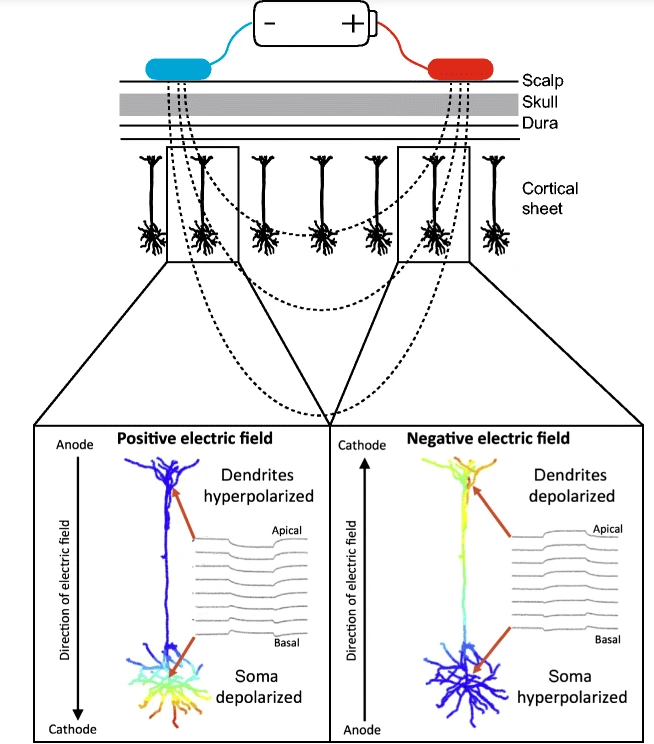 - +
Scalp
Skull
Dura
Cortical
sheet
Anode
Positive electric field
Dendrites
hyperpolarized
Apical
Direction of electric field
Basal
Soma
depolarized
Cathode
Cathode
Negative electric field
Dendrites
depolarized
Apical
Direction of electric field
Basal
Soma
hyperpolarized
Anode